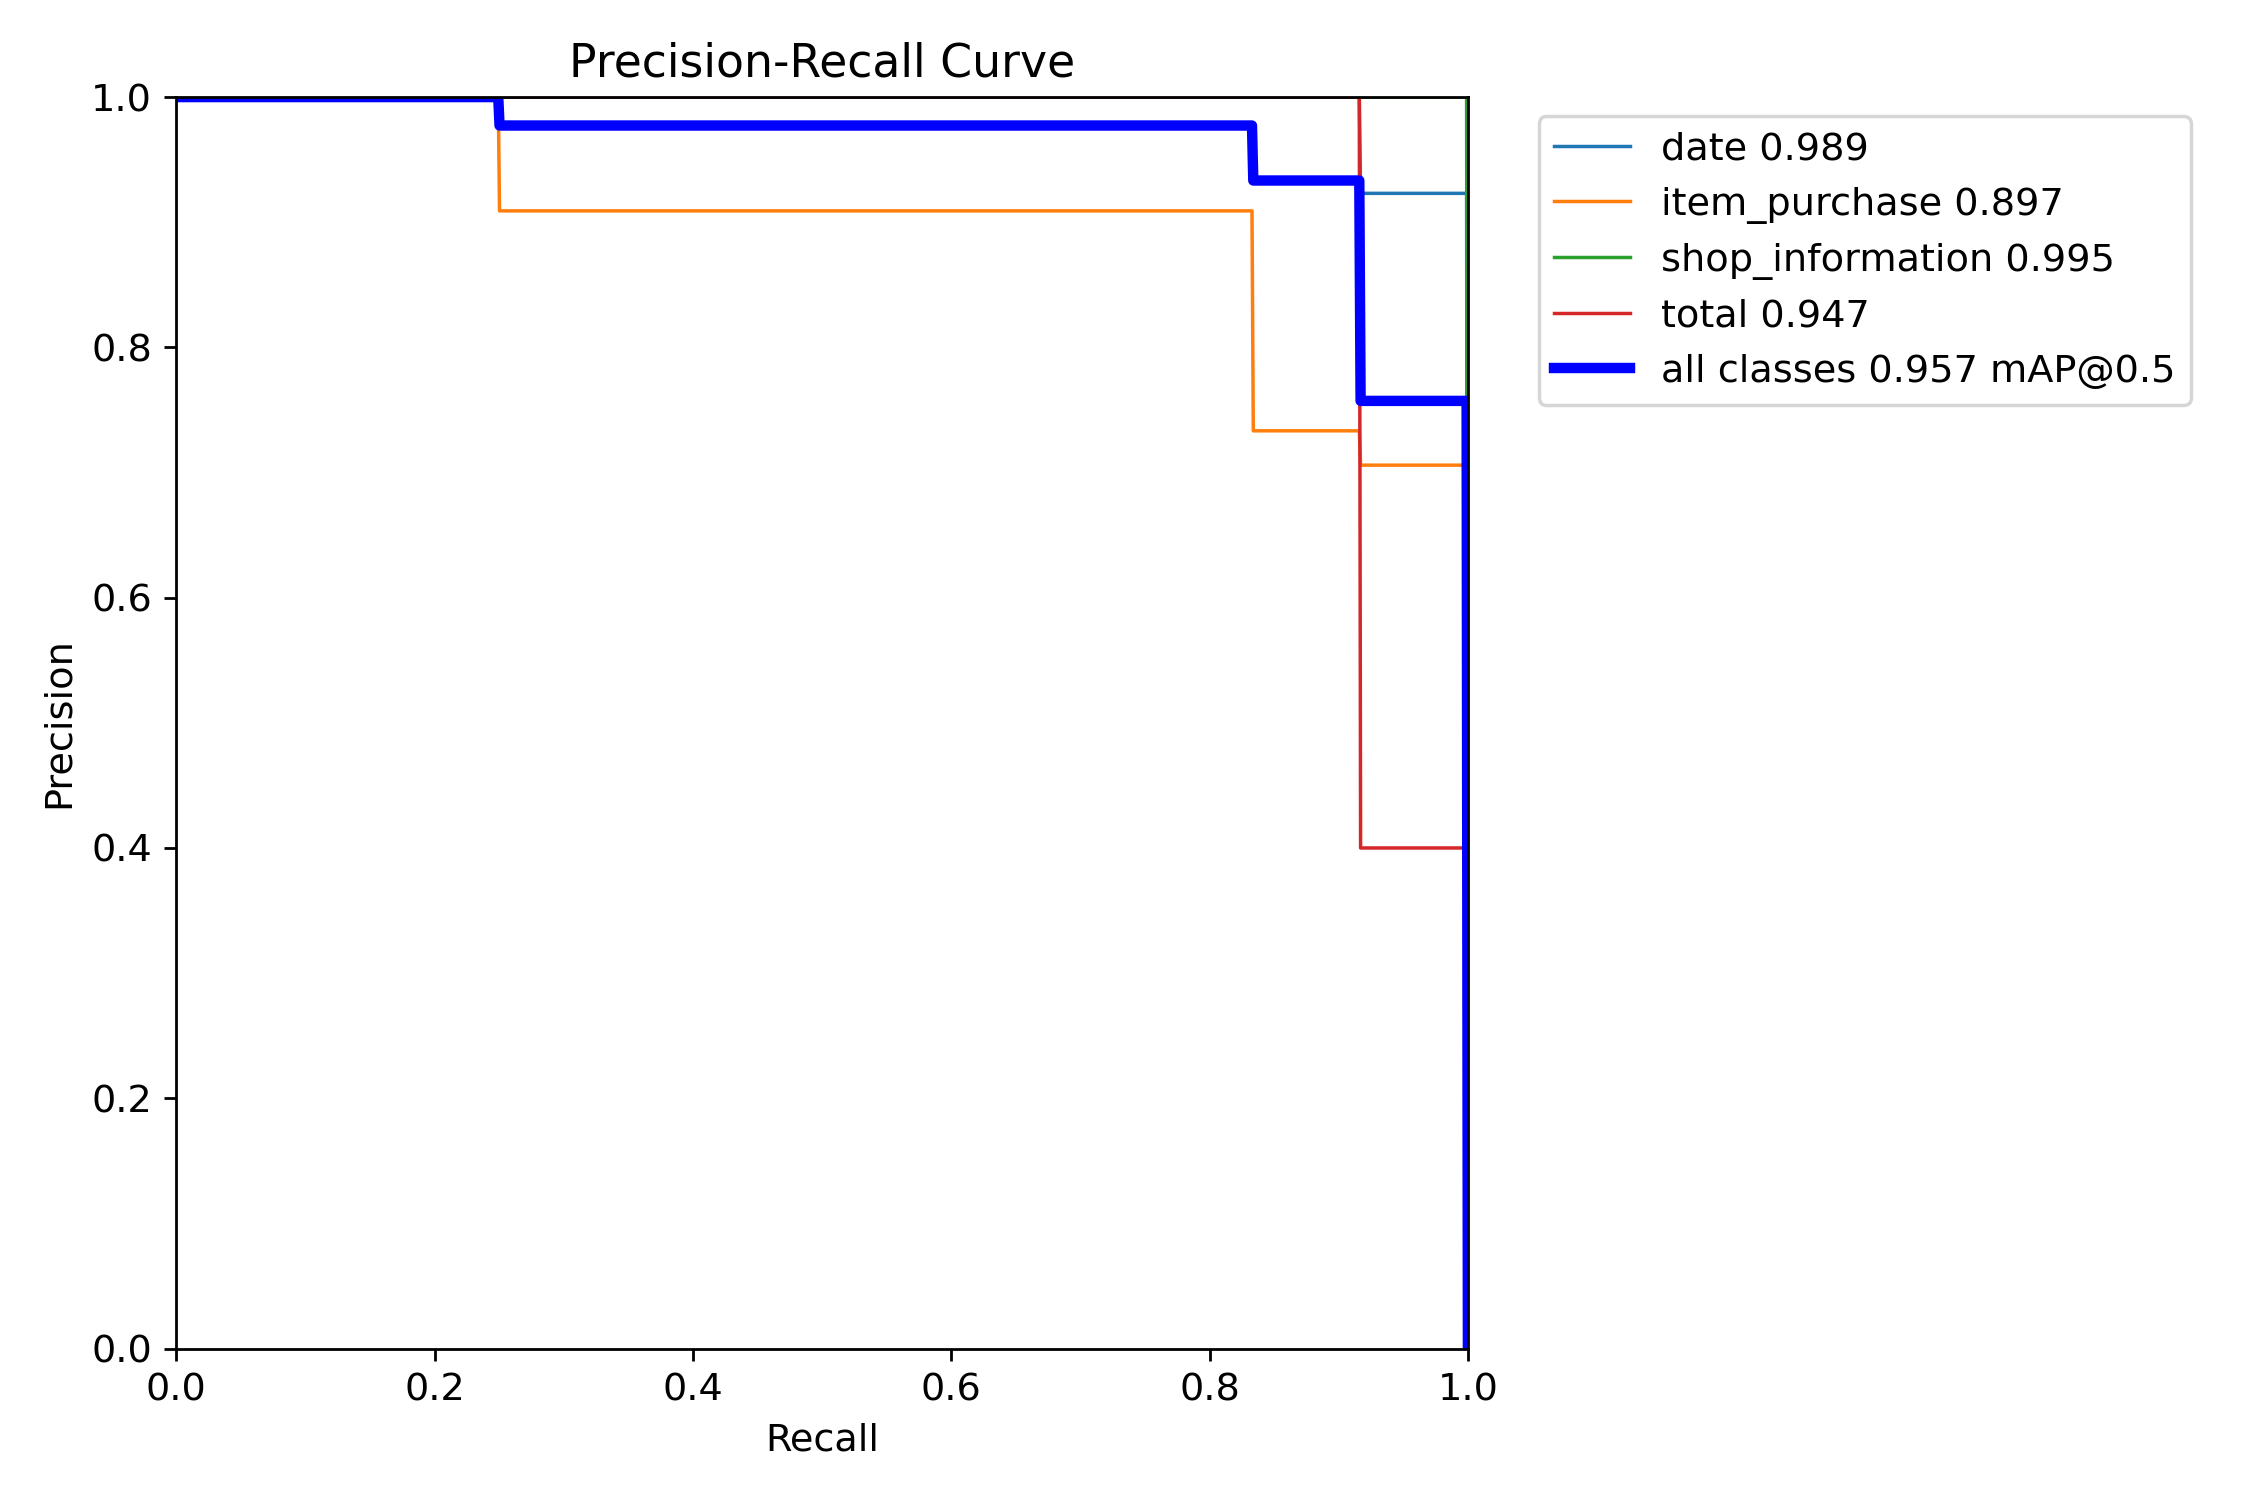 Precision-Recall Curve
1.0
0.8
0.6
0.4
0.2
0.0
Precision
0.0 0.2 0.4 0.6 0.8 1.0
Recall
date 0.989
item_purchase 0.897
shop_information 0.995
total 0.947
all classes 0.957 mAP@0.5